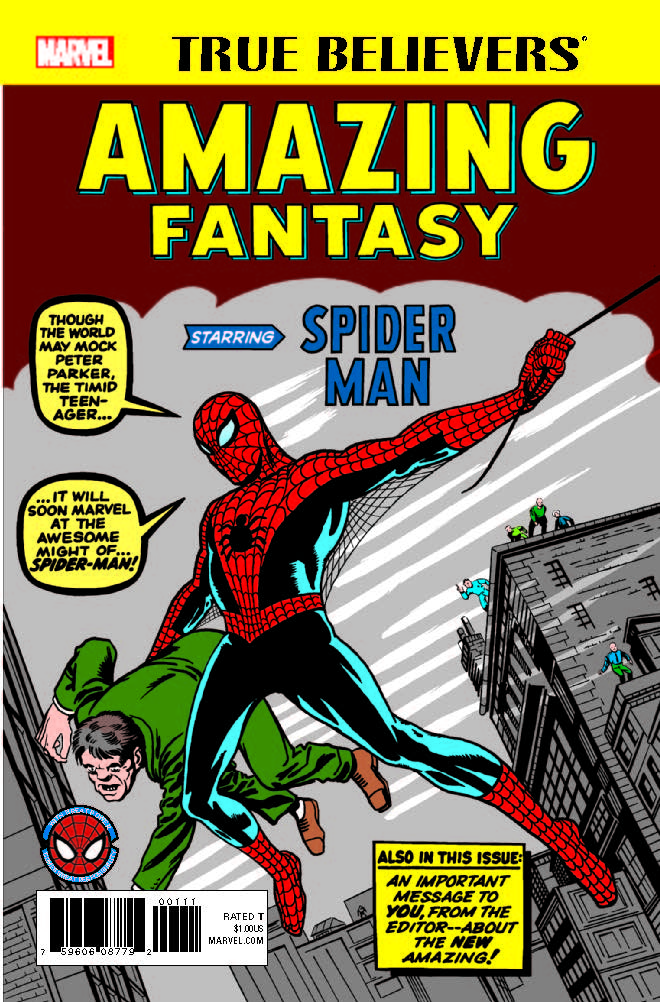 MARVEL
TRUE BELIEVERS®
AMAZING
FANTASY
STARRING
SPIDER
MAN
THOUGH
THE WORLD
MAY MOCK
PETER
PARKER,
THE TIMID
TEEN-
AGER...
...IT WILL
SOON MARVEL
AT THE
AWESOME
MIGHT OF...
SPIDER-MAN!
ALSO IN THIS ISSUE:
AN IMPORTANT
MESSAGE TO
YOU, FROM THE
EDITOR--ABOUT
THE NEW
AMAZING!
00111
RATED T
$1.00US
MARVEL.COM
7 59606 08779 2